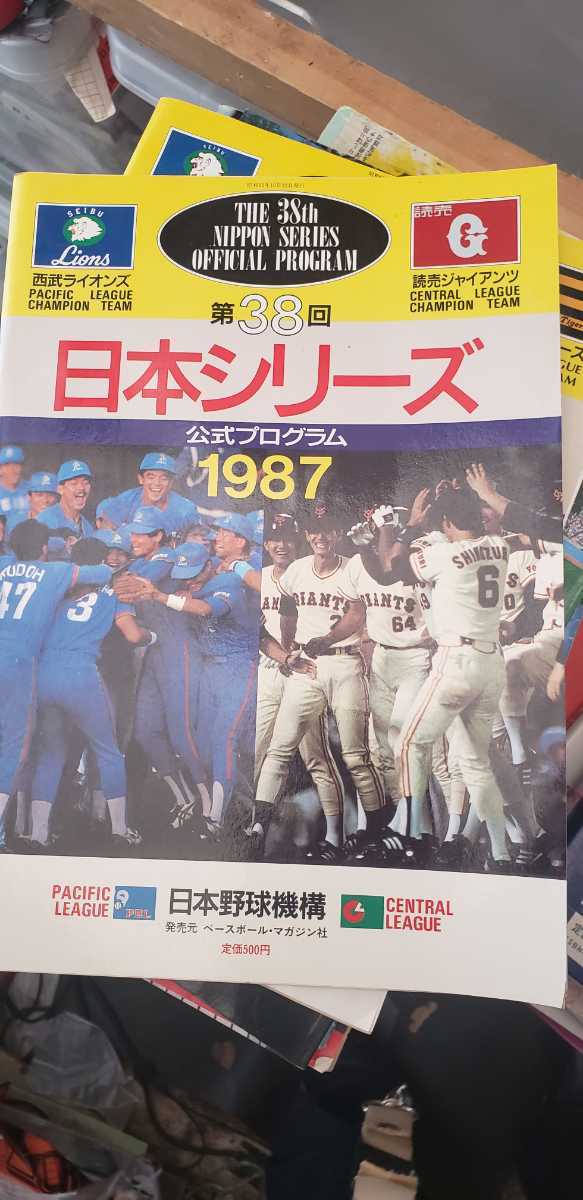 THE 38th
NIPPON SERIES
OFFICIAL PROGRAM
SEIBU
Lions
西武ライオンズ
PACIFIC LEAGUE
CHAMPION TEAM
読売
G
読売ジャイアンツ
CENTRAL LEAGUE
CHAMPION TEAM
第38回
日本シリーズ
公式プログラム
1987
47
3
GIANTS
2
IANTS
64
SHIMIZU
6
PACIFIC
LEAGUE
PBL
日本野球機構
発売元 ベースボール・マガジン社
定価500円
CENTRAL
LEAGUE